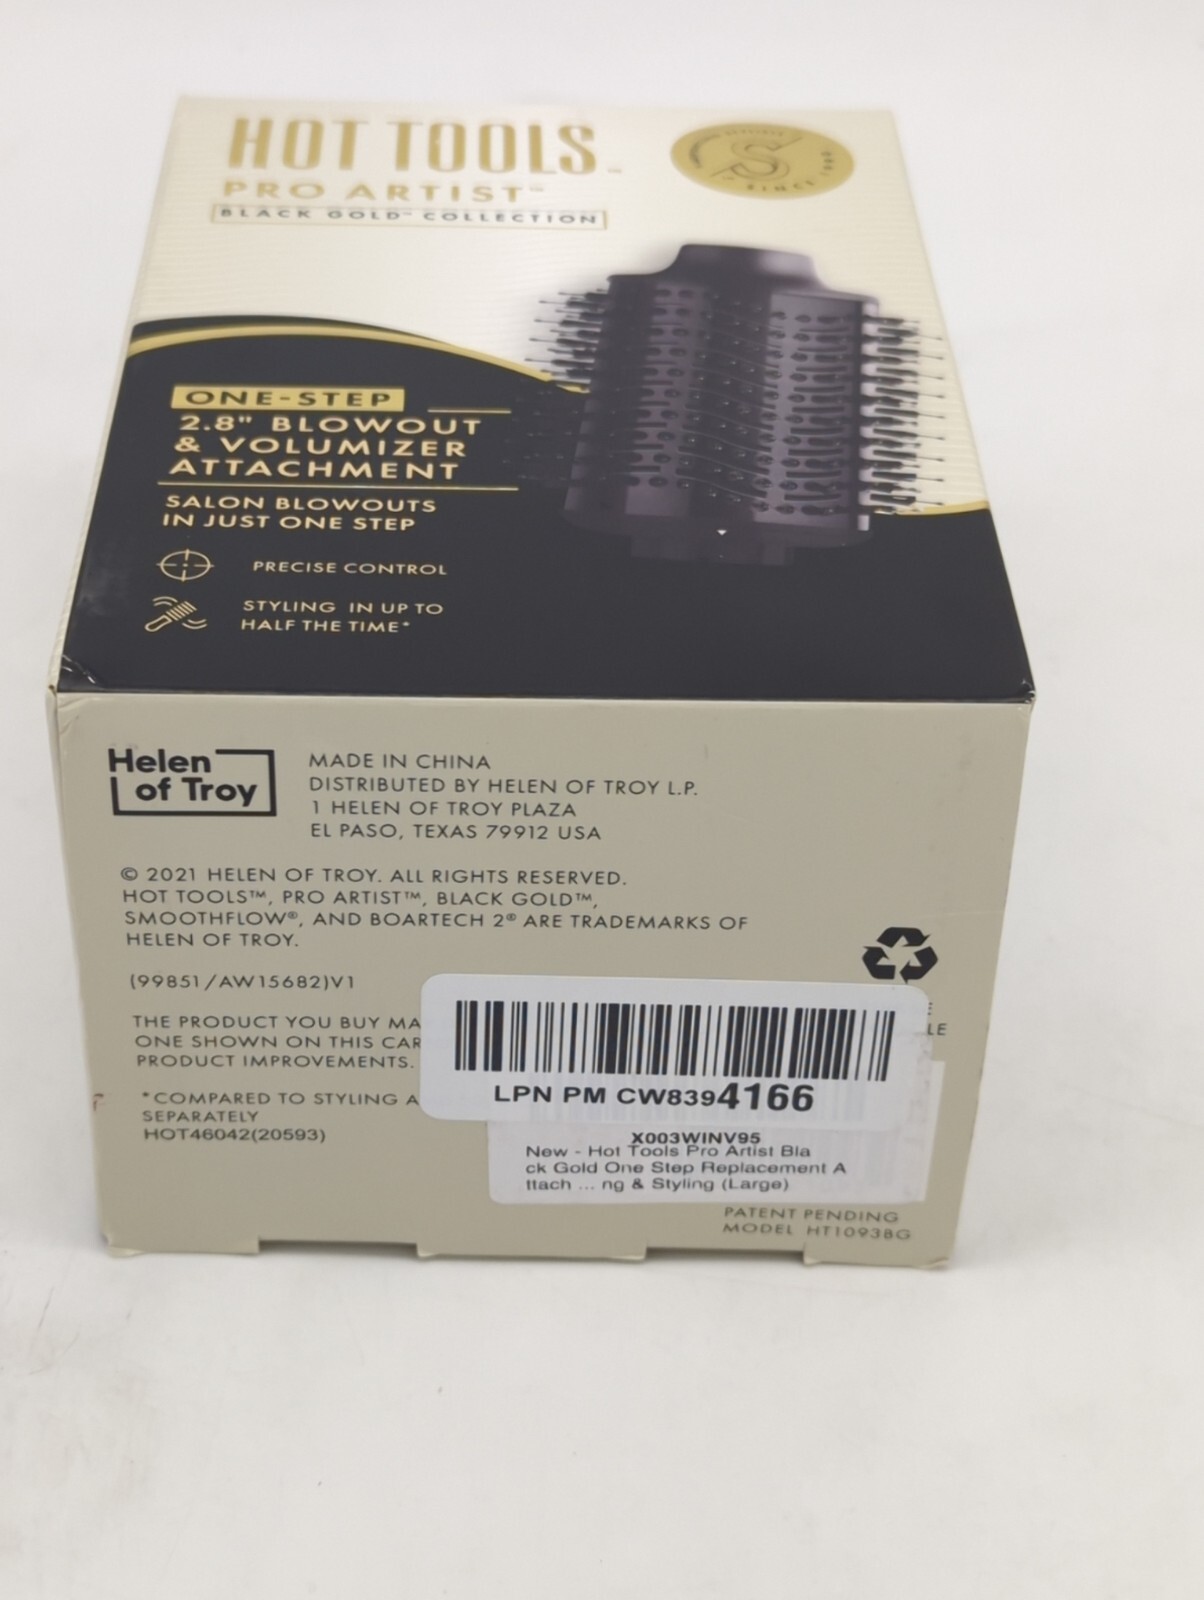 HOT TOOLS™
PRO ARTIST™
BLACK GOLD™ COLLECTION
S
SINCE 1990
ONE-STEP
2.8" BLOWOUT
& VOLUMIZER
ATTACHMENT
SALON BLOWOUTS
IN JUST ONE STEP
PRECISE CONTROL
STYLING IN UP TO
HALF THE TIME*
Helen
of Troy
MADE IN CHINA
DISTRIBUTED BY HELEN OF TROY L.P.
1 HELEN OF TROY PLAZA
EL PASO, TEXAS 79912 USA
© 2021 HELEN OF TROY. ALL RIGHTS RESERVED.
HOT TOOLS™, PRO ARTIST™, BLACK GOLD™,
SMOOTHFLOW®, AND BOARTECH 2® ARE TRADEMARKS OF
HELEN OF TROY.
(99851/AW15682)V1
THE PRODUCT YOU BUY MA
ONE SHOWN ON THIS CAR
PRODUCT IMPROVEMENTS.
*COMPARED TO STYLING A
SEPARATELY
HOT46042(20593)
E
LE
LPN PM CW8394166
X003WINV95
New - Hot Tools Pro Artist Bla
ck Gold One Step Replacement A
ttach ... ng & Styling (Large)
PATENT PENDING
MODEL HT1093BG